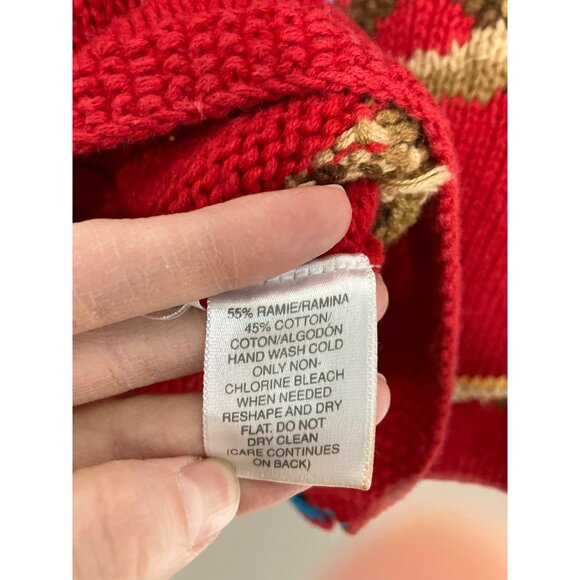 55% RAMIE/RAMINA
45% COTTON/
COTON/ALGODÓN
HAND WASH COLD
ONLY NON-
CHLORINE BLEACH
WHEN NEEDED
RESHAPE AND DRY
FLAT. DO NOT
DRY CLEAN
(CARE CONTINUES
ON BACK)